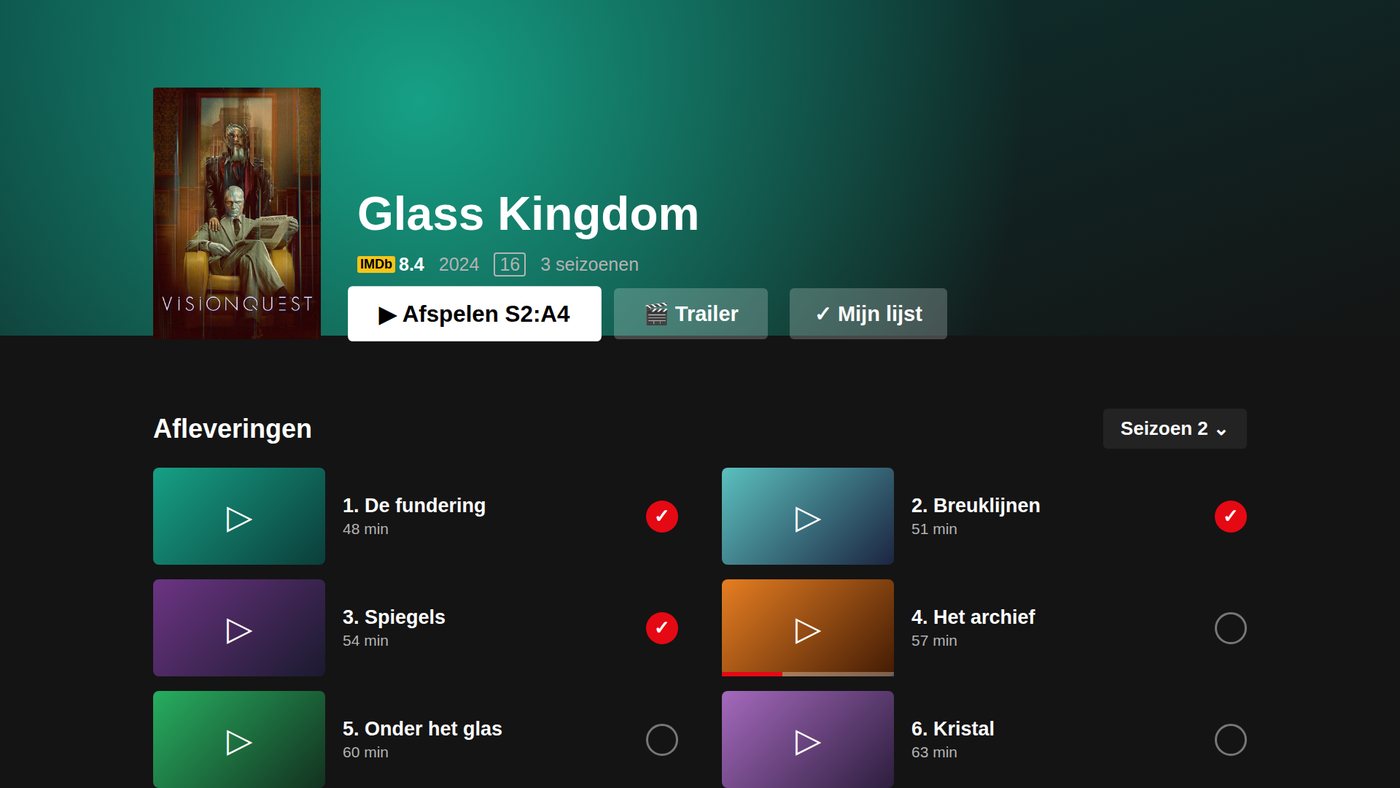 VISIONQUEST
Glass Kingdom
IMDb 8.4 2024 16 3 seizoenen
▶ Afspelen S2:A4
🎬 Trailer
✓ Mijn lijst
Afleveringen
Seizoen 2
1. De fundering
48 min
2. Breuklijnen
51 min
3. Spiegels
54 min
4. Het archief
57 min
5. Onder het glas
60 min
6. Kristal
63 min